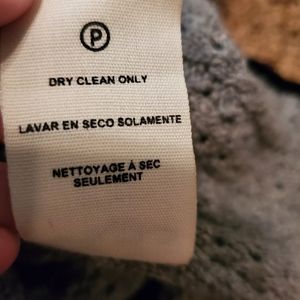 P
DRY CLEAN ONLY
LAVAR EN SECO SOLAMENTE
NETTOYAGE À SEC
SEULEMENT